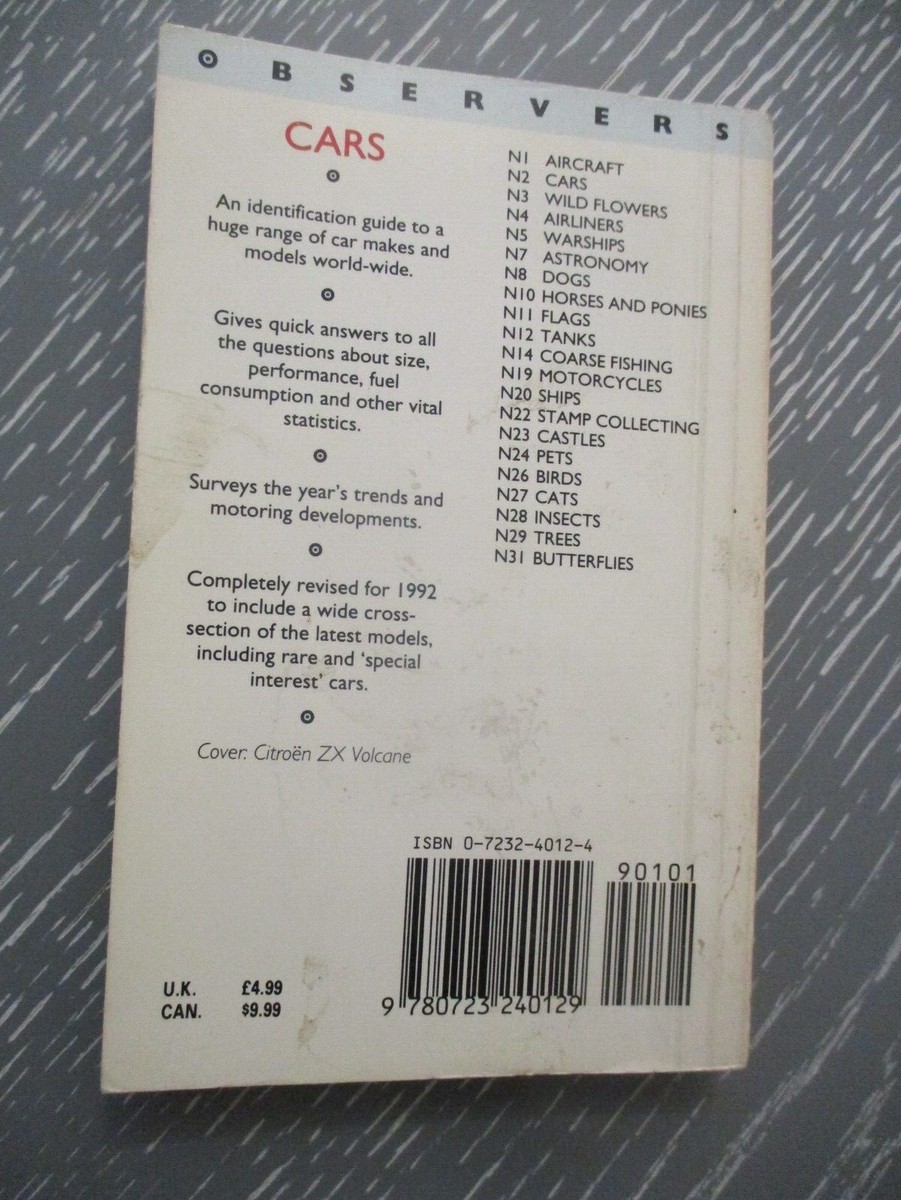 OBSERVERS
CARS
An identification guide to a
huge range of car makes and
models world-wide.
Gives quick answers to all
the questions about size,
performance, fuel
consumption and other vital
statistics.
Surveys the year's trends and
motoring developments.
Completely revised for 1992
to include a wide cross-
section of the latest models,
including rare and 'special
interest' cars.
Cover: Citroën ZX Volcane
N1 AIRCRAFT
N2 CARS
N3 WILD FLOWERS
N4 AIRLINERS
N5 WARSHIPS
N7 ASTRONOMY
N8 DOGS
N10 HORSES AND PONIES
N11 FLAGS
N12 TANKS
N14 COARSE FISHING
N19 MOTORCYCLES
N20 SHIPS
N22 STAMP COLLECTING
N23 CASTLES
N24 PETS
N26 BIRDS
N27 CATS
N28 INSECTS
N29 TREES
N31 BUTTERFLIES
ISBN 0-7232-4012-4
90101
9 780723 240129
U.K. £4.99
CAN. $9.99